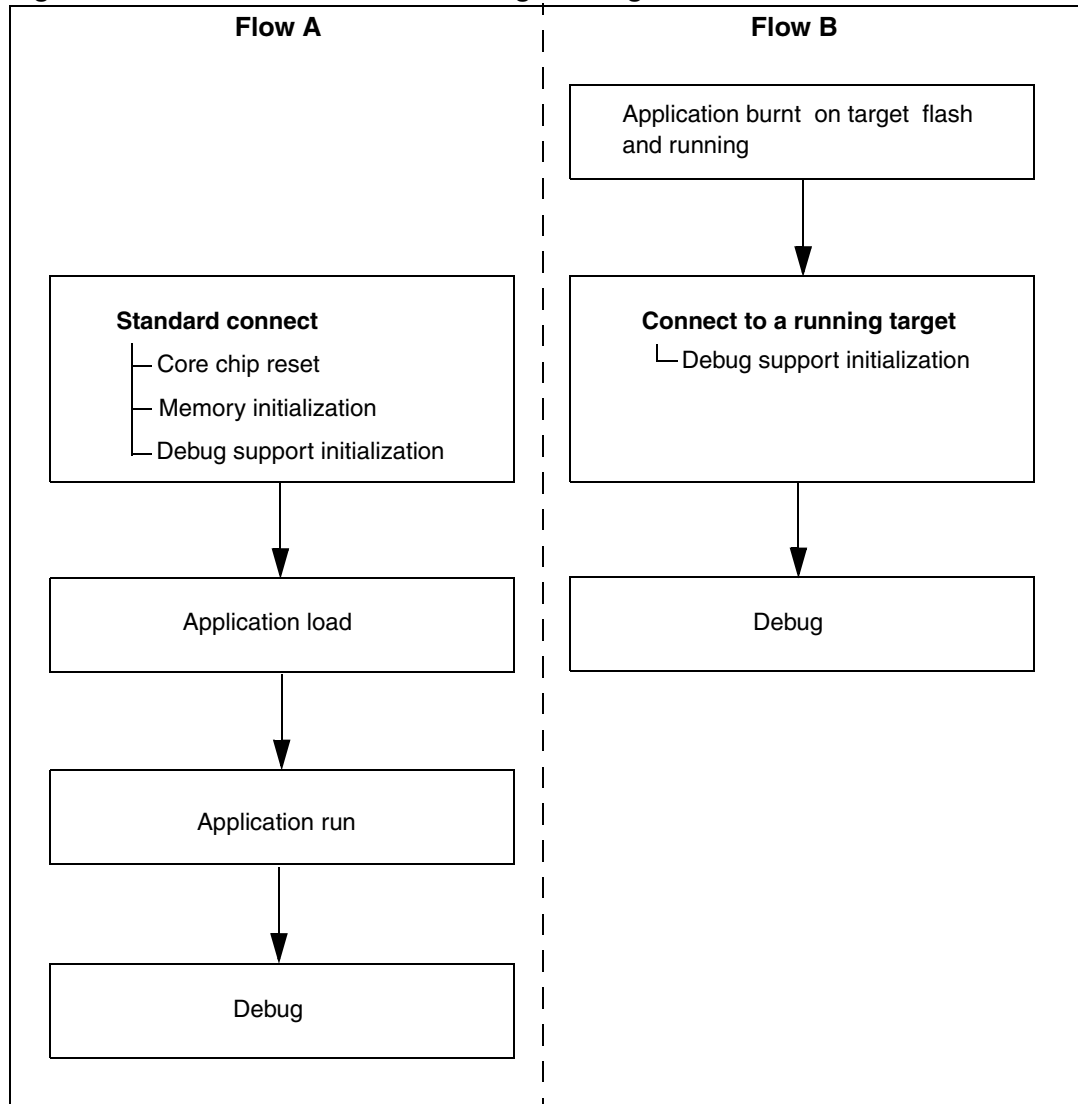 Flow A
Flow B
Application burnt on target flash
and running
Standard connect
Core chip reset
Memory initialization
Debug support initialization
Connect to a running target
Debug support initialization
Application load
Debug
Application run
Debug